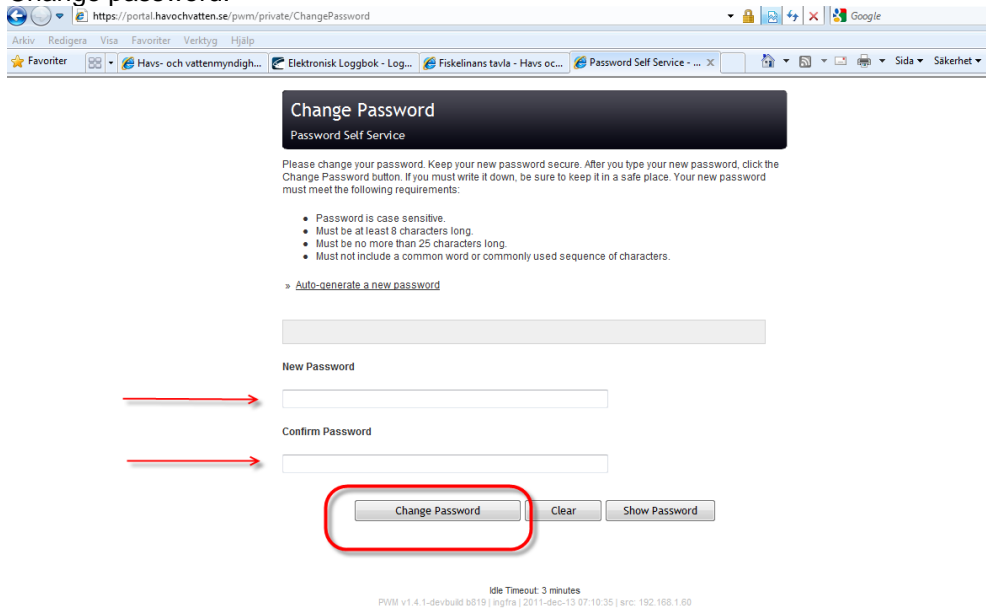 Change password.
https://portal.havochvatten.se/pwm/private/ChangePassword
Google
Arkiv Redigera Visa Favoriter Verktyg Hjälp
Favoriter Havs- och vattenmyndigh... Elektronisk Loggbok - Log... Fiskelinans tavla - Havs oc... Password Self Service - ... Sida Säkerhet
Change Password
Password Self Service
Please change your password. Keep your new password secure. After you type your new password, click the
Change Password button. If you must write it down, be sure to keep it in a safe place. Your new password
must meet the following requirements:
• Password is case sensitive.
• Must be at least 8 characters long.
• Must be no more than 25 characters long.
• Must not include a common word or commonly used sequence of characters.
» Auto-generate a new password
New Password
Confirm Password
Change Password Clear Show Password
Idle Timeout: 3 minutes
PWM v1.4.1-devbuild b819 | ingfra | 2011-dec-13 07:10:35 | src: 192.168.1.60